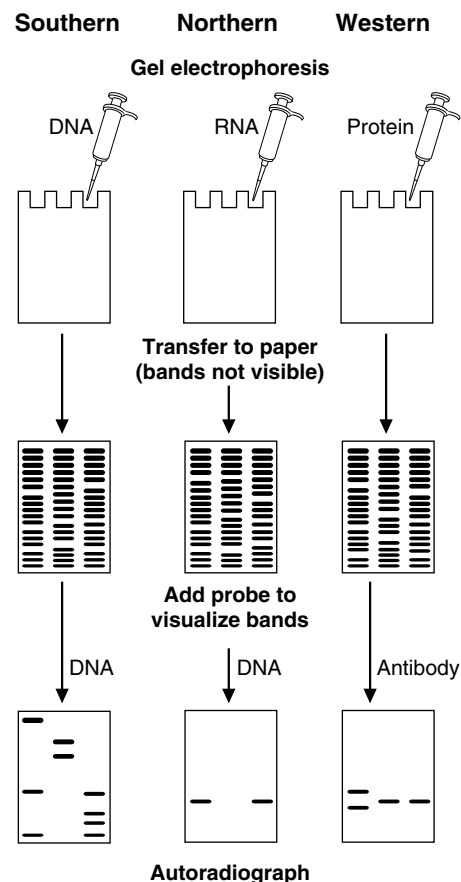 Southern Northern Western
Gel electrophoresis
DNA RNA Protein
Transfer to paper
(bands not visible)
Add probe to
visualize bands
DNA DNA Antibody
Autoradiograph